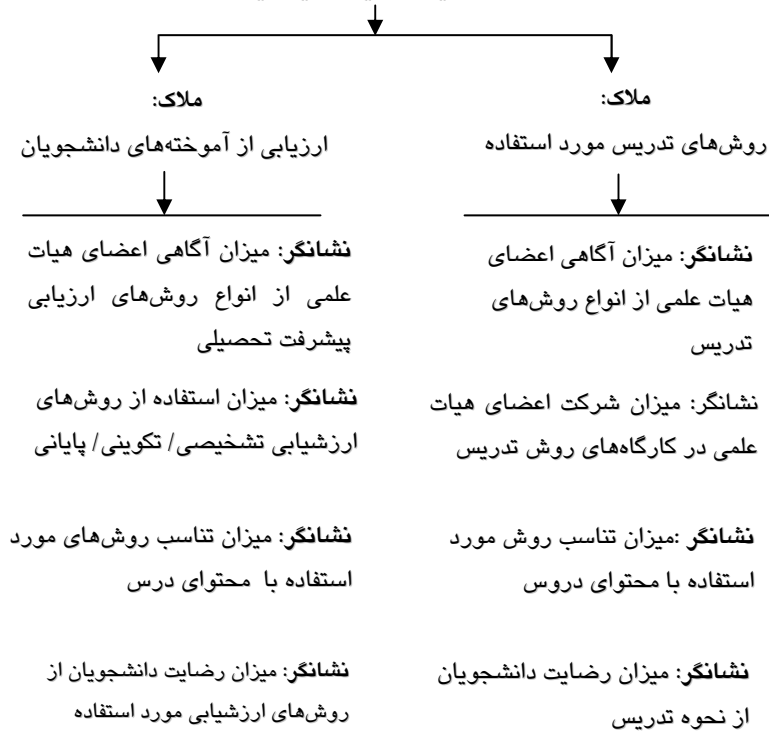 ملاک:
روش‌های تدریس مورد استفاده
نشانگر: میزان آگاهی اعضای
هیات علمی از انواع روش‌های
تدریس
نشانگر: میزان شرکت اعضای هیات
علمی در کارگاه‌های روش تدریس
نشانگر :میزان تناسب روش مورد
استفاده با محتوای دروس
نشانگر: میزان رضایت دانشجویان
از نحوه تدریس
ملاک:
ارزیابی از آموخته‌های دانشجویان
نشانگر: میزان آگاهی اعضای هیات
علمی از انواع روش‌های ارزیابی
پیشرفت تحصیلی
نشانگر: میزان استفاده از روش‌های
ارزشیابی تشخیصی/ تکوینی/ پایانی
نشانگر: میزان تناسب روش‌های مورد
استفاده با محتوای درس
نشانگر: میزان رضایت دانشجویان از
روش‌های ارزشیابی مورد استفاده